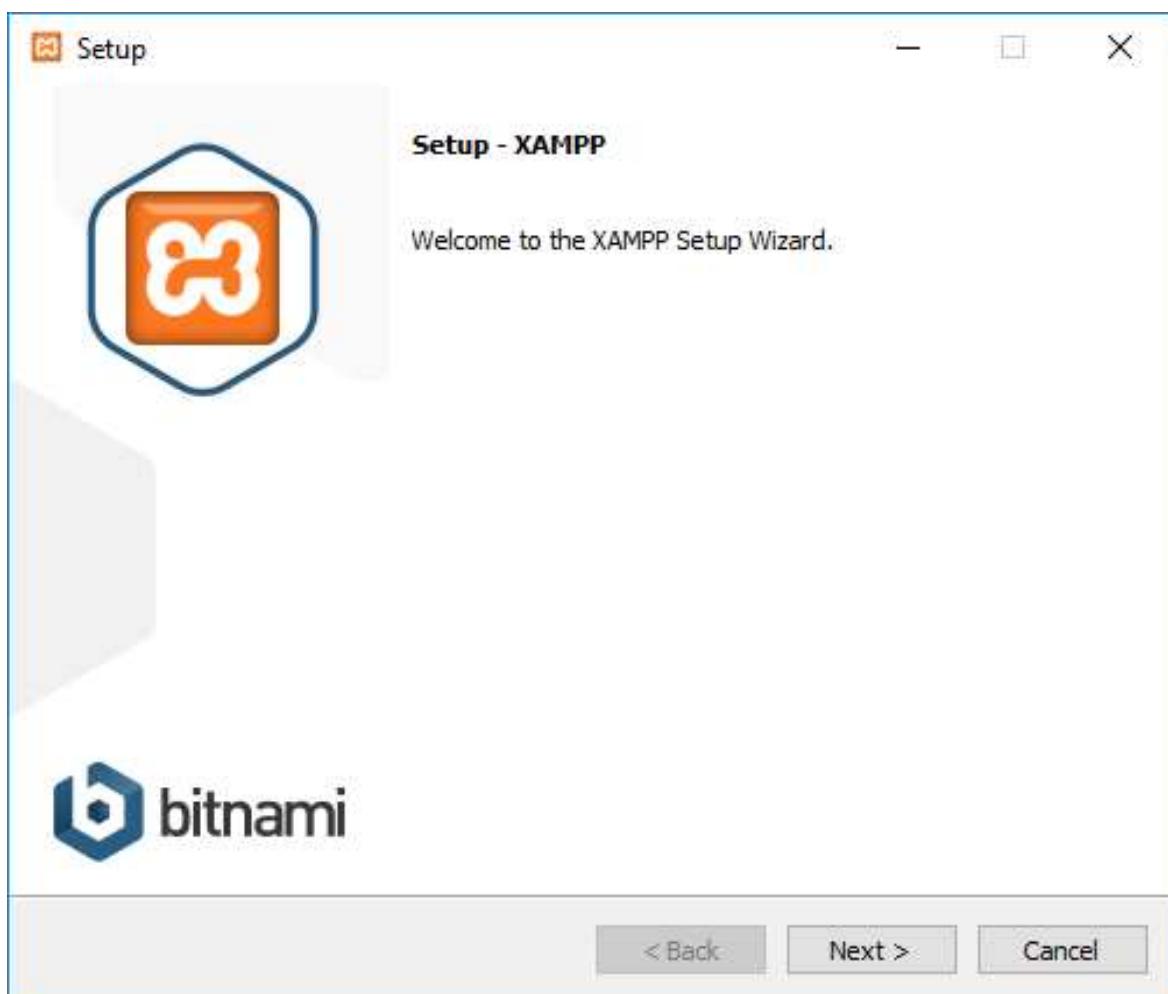 Setup
Setup - XAMPP
Welcome to the XAMPP Setup Wizard.
bitnami
< Back
Next >
Cancel